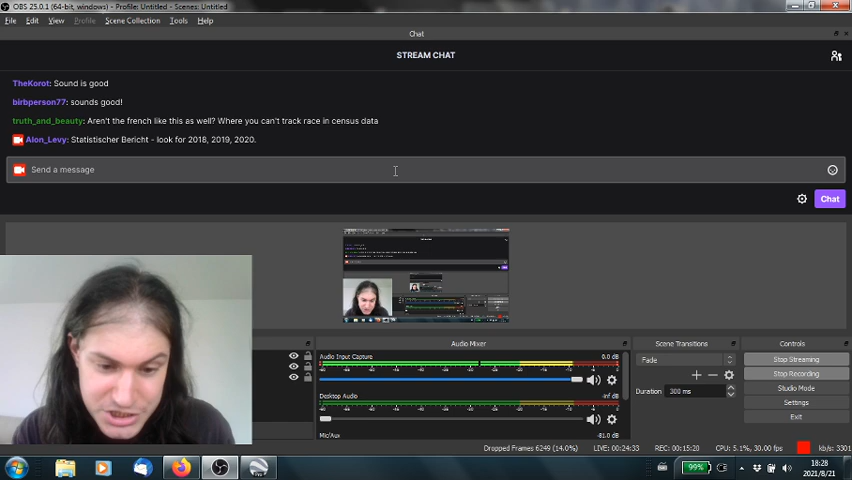 OBS 25.0.1 (64-bit, windows) - Profile: Untitled - Scenes: Untitled
File Edit View Profile Scene Collection Tools Help
Chat
STREAM CHAT
TheKorot: Sound is good
birbperson77: sounds good!
truth_and_beauty: Aren't the french like this as well? Where you can't track race in census data
Alon_Levy: Statistischer Bericht - look for 2018, 2019, 2020.
Send a message
Chat
Audio Mixer
Scene Transitions
Controls
Audio Input Capture 0.0 dB
Fade
Stop Streaming
Stop Recording
Duration 300 ms
Studio Mode
Desktop Audio -inf dB
Settings
Exit
Mic/Aux -81.0 dB
Dropped Frames 6249 (14.0%) LIVE: 00:24:33 REC: 00:15:20 CPU: 5.1%, 30.00 fps kb/s: 3301
99%
18:28
2021/8/21